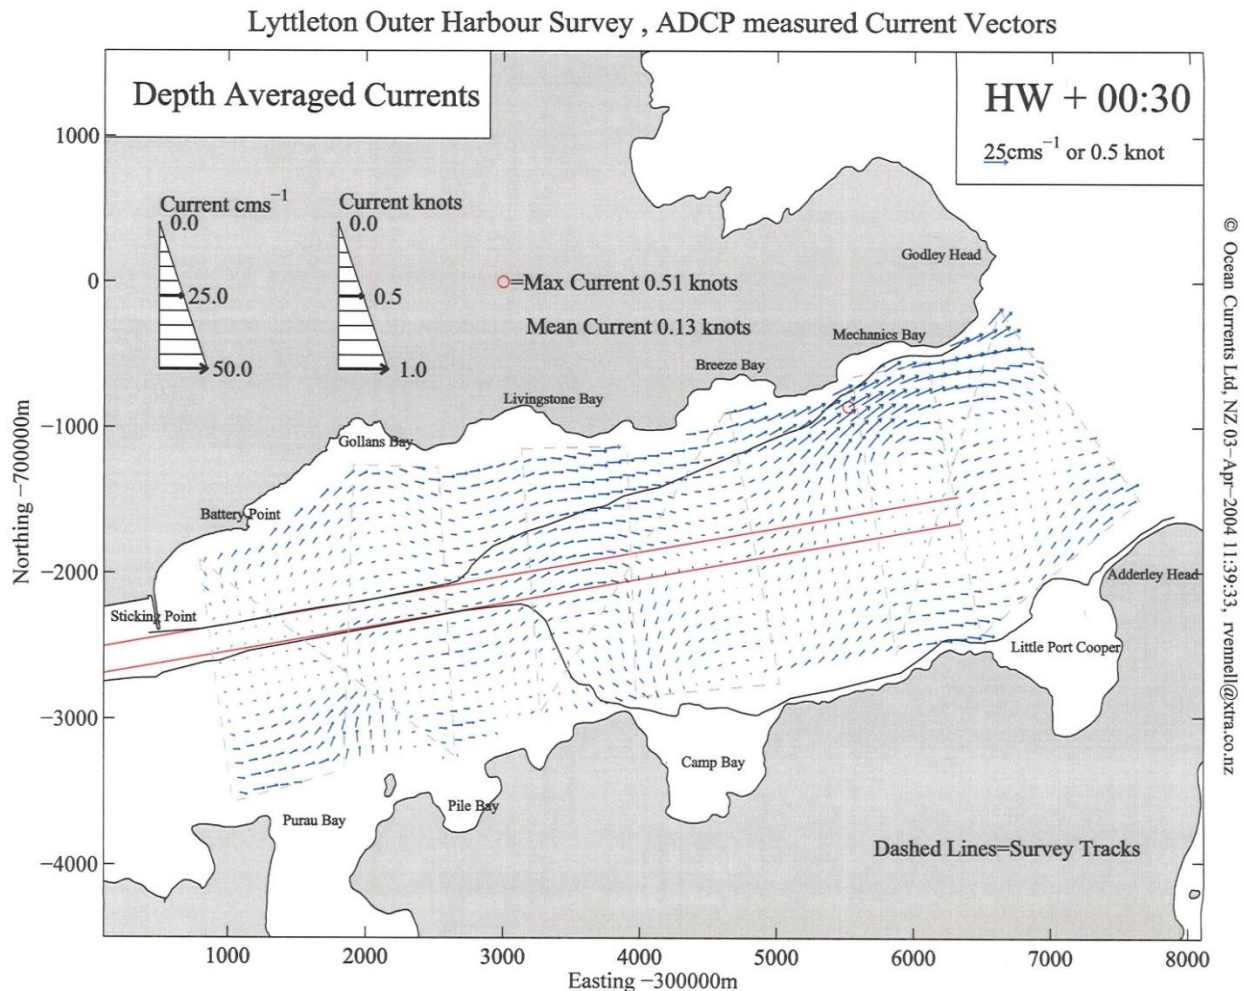 Lyttleton Outer Harbour Survey , ADCP measured Current Vectors
Depth Averaged Currents
HW + 00:30
25cms−1 or 0.5 knot
Current cms−1
0.0
25.0
50.0
Current knots
0.0
0.5
1.0
=Max Current 0.51 knots
Mean Current 0.13 knots
Godley Head
Mechanics Bay
Breeze Bay
Livingstone Bay
Gollans Bay
Battery Point
Sticking Point
Adderley Head
Little Port Cooper
Camp Bay
Pile Bay
Purau Bay
Dashed Lines=Survey Tracks
1000
0
−1000
−2000
−3000
−4000
Northing −700000m
1000 2000 3000 4000 5000 6000 7000 8000
Easting −300000m
© Ocean Currents Ltd, NZ 03−Apr−2004 11:39:33, rvennell@xtra.co.nz